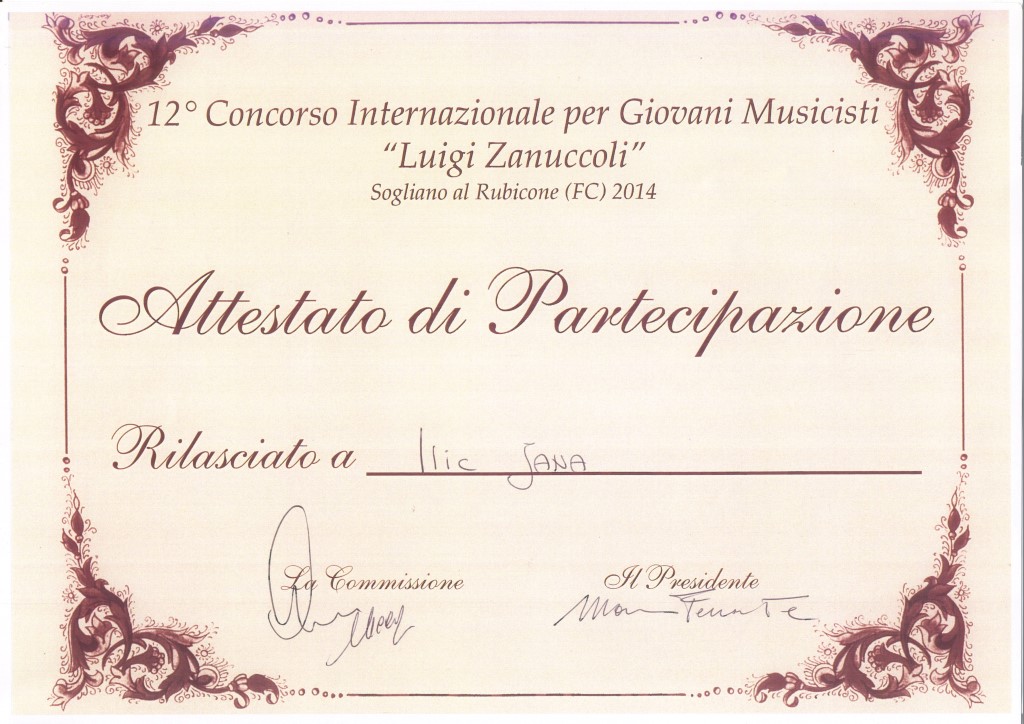 12° Concorso Internazionale per Giovani Musicisti
“Luigi Zanuccoli”
Sogliano al Rubicone (FC) 2014
Attestato di Partecipazione
Rilasciato a Ilic JANA
La Commissione Il Presidente